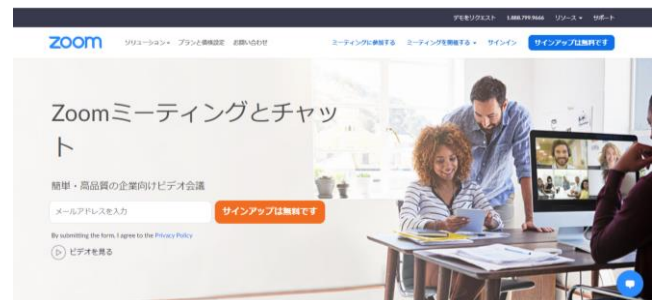 デモをリクエスト 1.888.799.9666 リソース サポート
zoom ソリューション プランと価格設定 お問い合わせ ミーティングに参加する ミーティングを開催する サインイン サインアップは無料です
Zoomミーティングとチャッ
ト
簡単・高品質の企業向けビデオ会議
メールアドレスを入力 サインアップは無料です
By submitting the form, I agree to the Privacy Policy
ビデオを見る